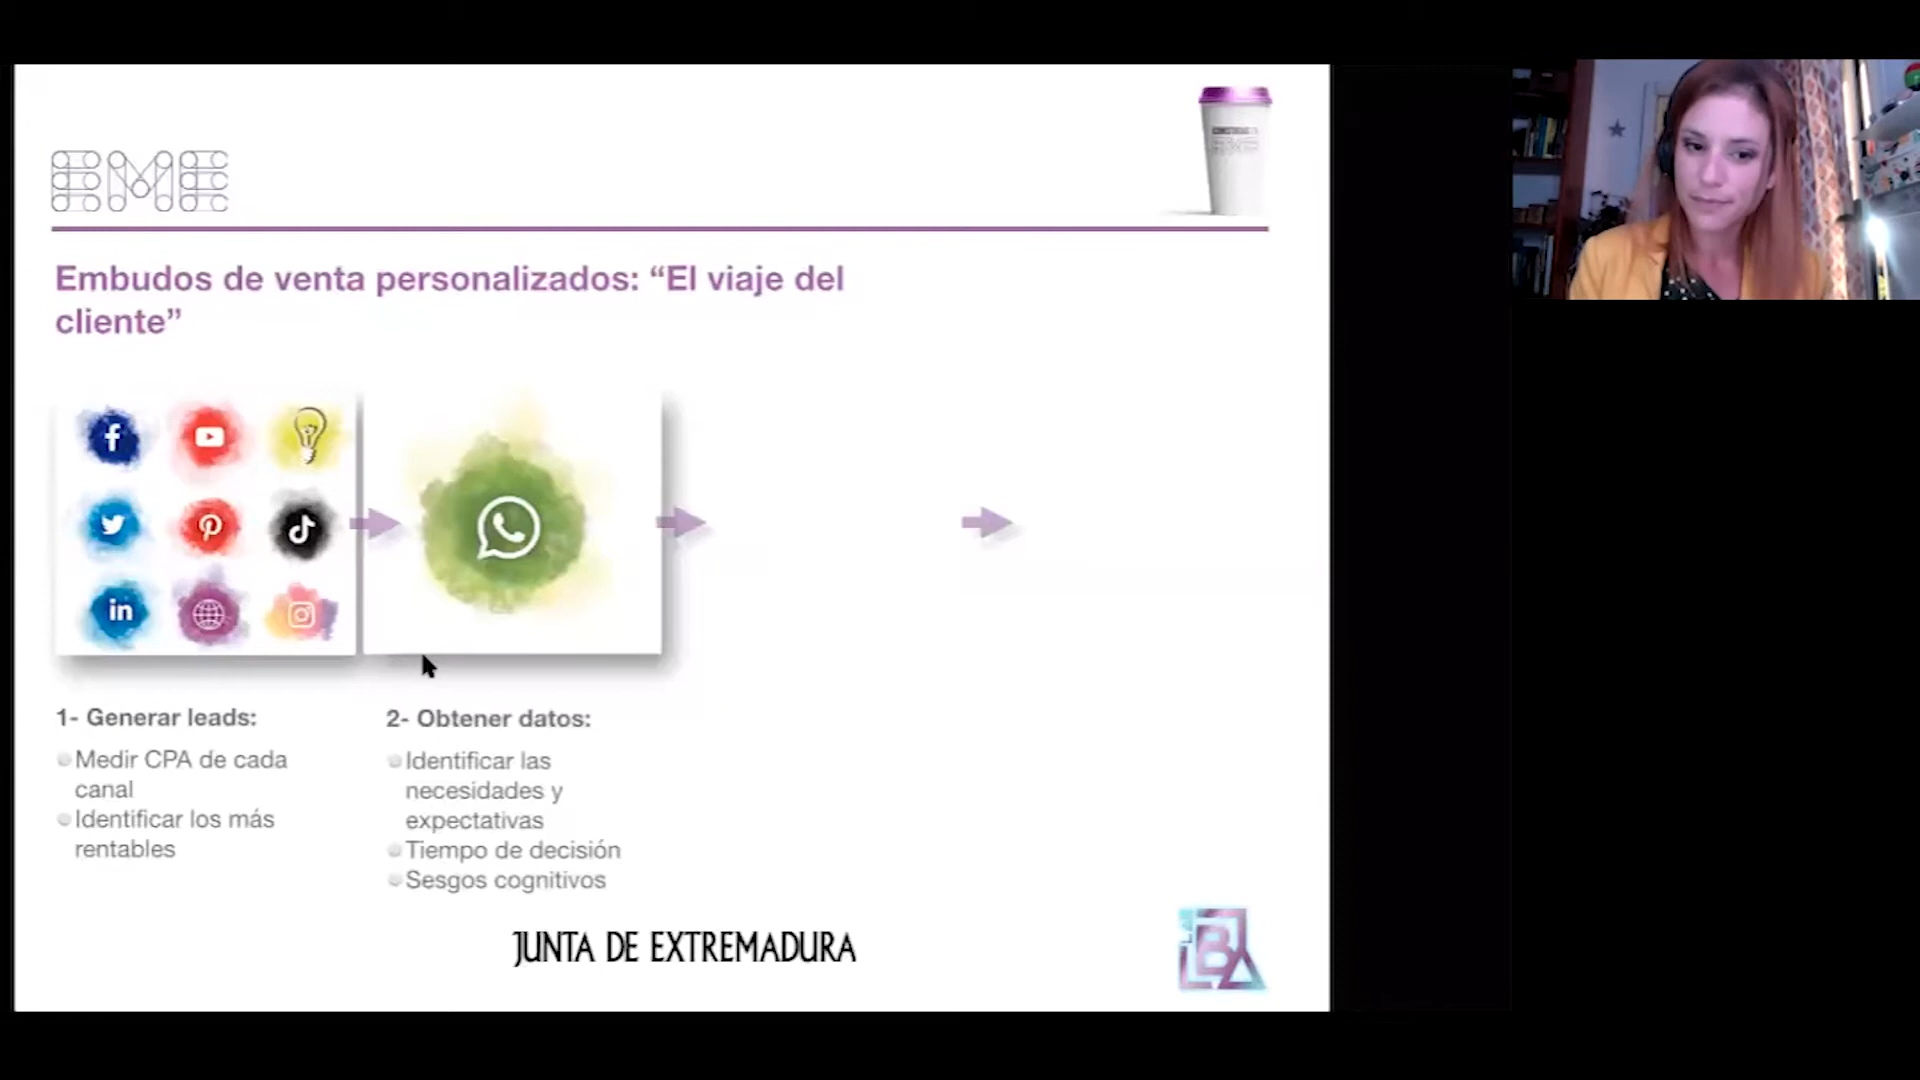 EME
Embudos de venta personalizados: “El viaje del
cliente”
1- Generar leads:
Medir CPA de cada
canal
Identificar los más
rentables
2- Obtener datos:
Identificar las
necesidades y
expectativas
Tiempo de decisión
Sesgos cognitivos
JUNTA DE EXTREMADURA